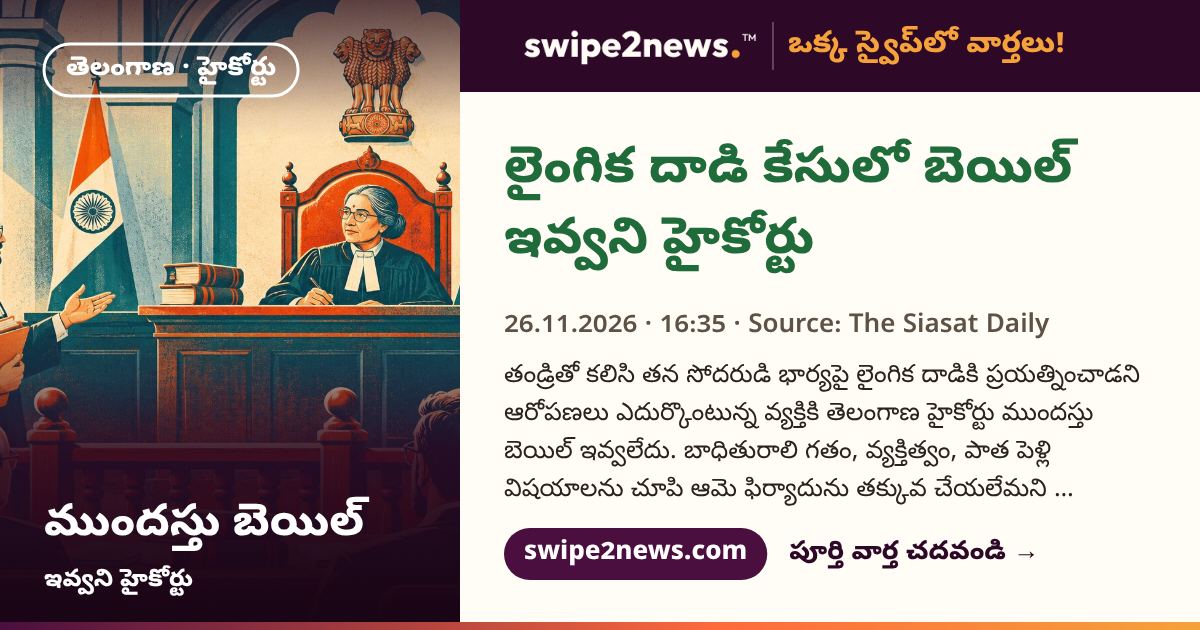 తెలంగాణ · హైకోర్టు
swipe2news.™
ఒక్క స్వైప్‌లో వార్తలు!
లైంగిక దాడి కేసులో బెయిల్
ఇవ్వని హైకోర్టు
26.11.2026 · 16:35 · Source: The Siasat Daily
తండ్రితో కలిసి తన సోదరుడి భార్యపై లైంగిక దాడికి ప్రయత్నించాడని
ఆరోపణలు ఎదుర్కొంటున్న వ్యక్తికి తెలంగాణ హైకోర్టు ముందస్తు
బెయిల్ ఇవ్వలేదు. బాధితురాలి గతం, వ్యక్తిత్వం, పాత పెళ్లి
విషయాలను చూపి ఆమె ఫిర్యాదును తక్కువ చేయలేమని ...
ముందస్తు బెయిల్
ఇవ్వని హైకోర్టు
swipe2news.com
పూర్తి వార్త చదవండి →